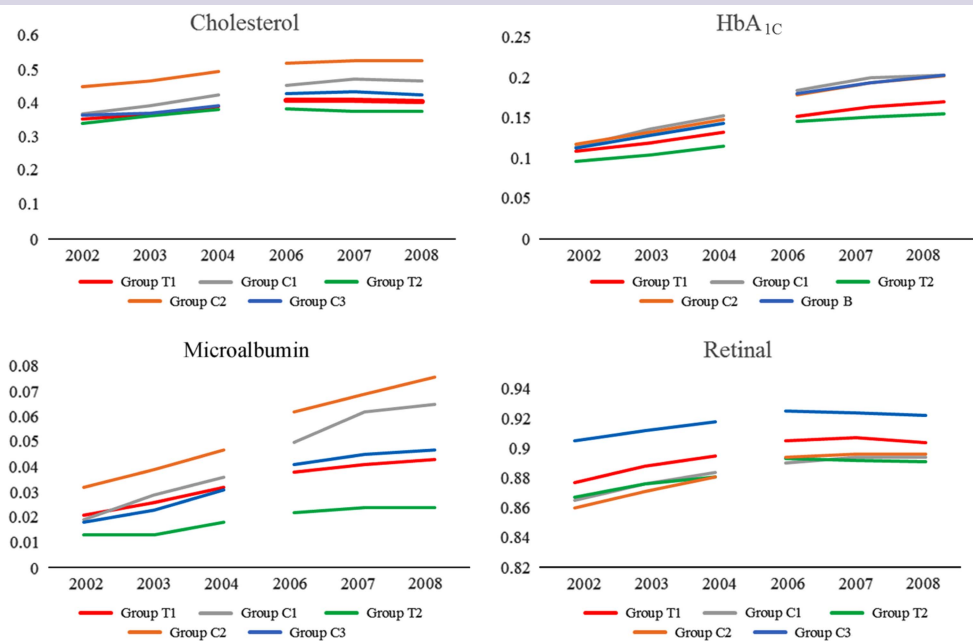 Cholesterol
0.6
0.5
0.4
0.3
0.2
0.1
0
2002 2003 2004 2006 2007 2008
Group T1 Group C1 Group T2
Group C2 Group C3
HbA1C
0.25
0.2
0.15
0.1
0.05
0
2002 2003 2004 2006 2007 2008
Group T1 Group C1 Group T2
Group C2 Group B
Microalbumin
0.08
0.07
0.06
0.05
0.04
0.03
0.02
0.01
0
2002 2003 2004 2006 2007 2008
Group T1 Group C1 Group T2
Group C2 Group C3
Retinal
0.94
0.92
0.9
0.88
0.86
0.84
0.82
2002 2003 2004 2006 2007 2008
Group T1 Group C1 Group T2
Group C2 Group C3